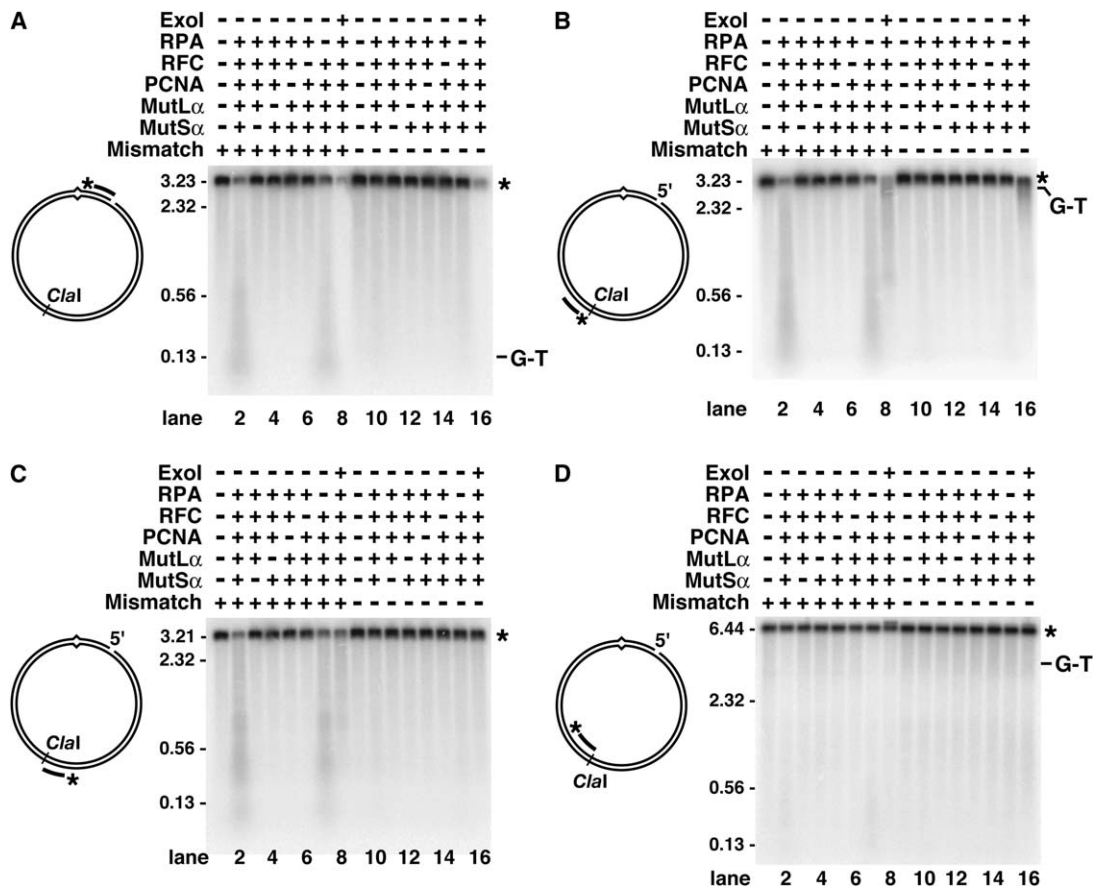 A
ExoI - - - - - - - + - - - - - - - +
RPA - + + + + + - + - + + + + + - +
RFC - + + + + - + + - + + + + - + +
PCNA - + + + - + + + - + + + - + + +
MutLα - + + - + + + + - + + - + + + +
MutSα - + - + + + + + - + - + + + + +
Mismatch + + + + + + + + - - - - - - - -
*
3.23 -
*
2.32 -
ClaI
0.56 -
0.13 -
G-T
lane 2 4 6 8 10 12 14 16
B
ExoI - - - - - - - + - - - - - - - +
RPA - + + + + + - + - + + + + + - +
RFC - + + + + - + + - + + + + - + +
PCNA - + + + - + + + - + + + - + + +
MutLα - + + - + + + + - + + - + + + +
MutSα - + - + + + + + - + - + + + + +
Mismatch + + + + + + + + - - - - - - - -
5'
3.23 -
*
G-T
2.32 -
ClaI
*
0.56 -
0.13 -
lane 2 4 6 8 10 12 14 16
C
ExoI - - - - - - - + - - - - - - - +
RPA - + + + + + - + - + + + + + - +
RFC - + + + + - + + - + + + + - + +
PCNA - + + + - + + + - + + + - + + +
MutLα - + + - + + + + - + + - + + + +
MutSα - + - + + + + + - + - + + + + +
Mismatch + + + + + + + + - - - - - - - -
5'
3.21 -
*
2.32 -
ClaI
*
0.56 -
0.13 -
lane 2 4 6 8 10 12 14 16
D
ExoI - - - - - - - + - - - - - - - +
RPA - + + + + + - + - + + + + + - +
RFC - + + + + - + + - + + + + - + +
PCNA - + + + - + + + - + + + - + + +
MutLα - + + - + + + + - + + - + + + +
MutSα - + - + + + + + - + - + + + + +
Mismatch + + + + + + + + - - - - - - - -
5'
6.44 -
*
G-T
2.32 -
*
ClaI
0.56 -
0.13 -
lane 2 4 6 8 10 12 14 16